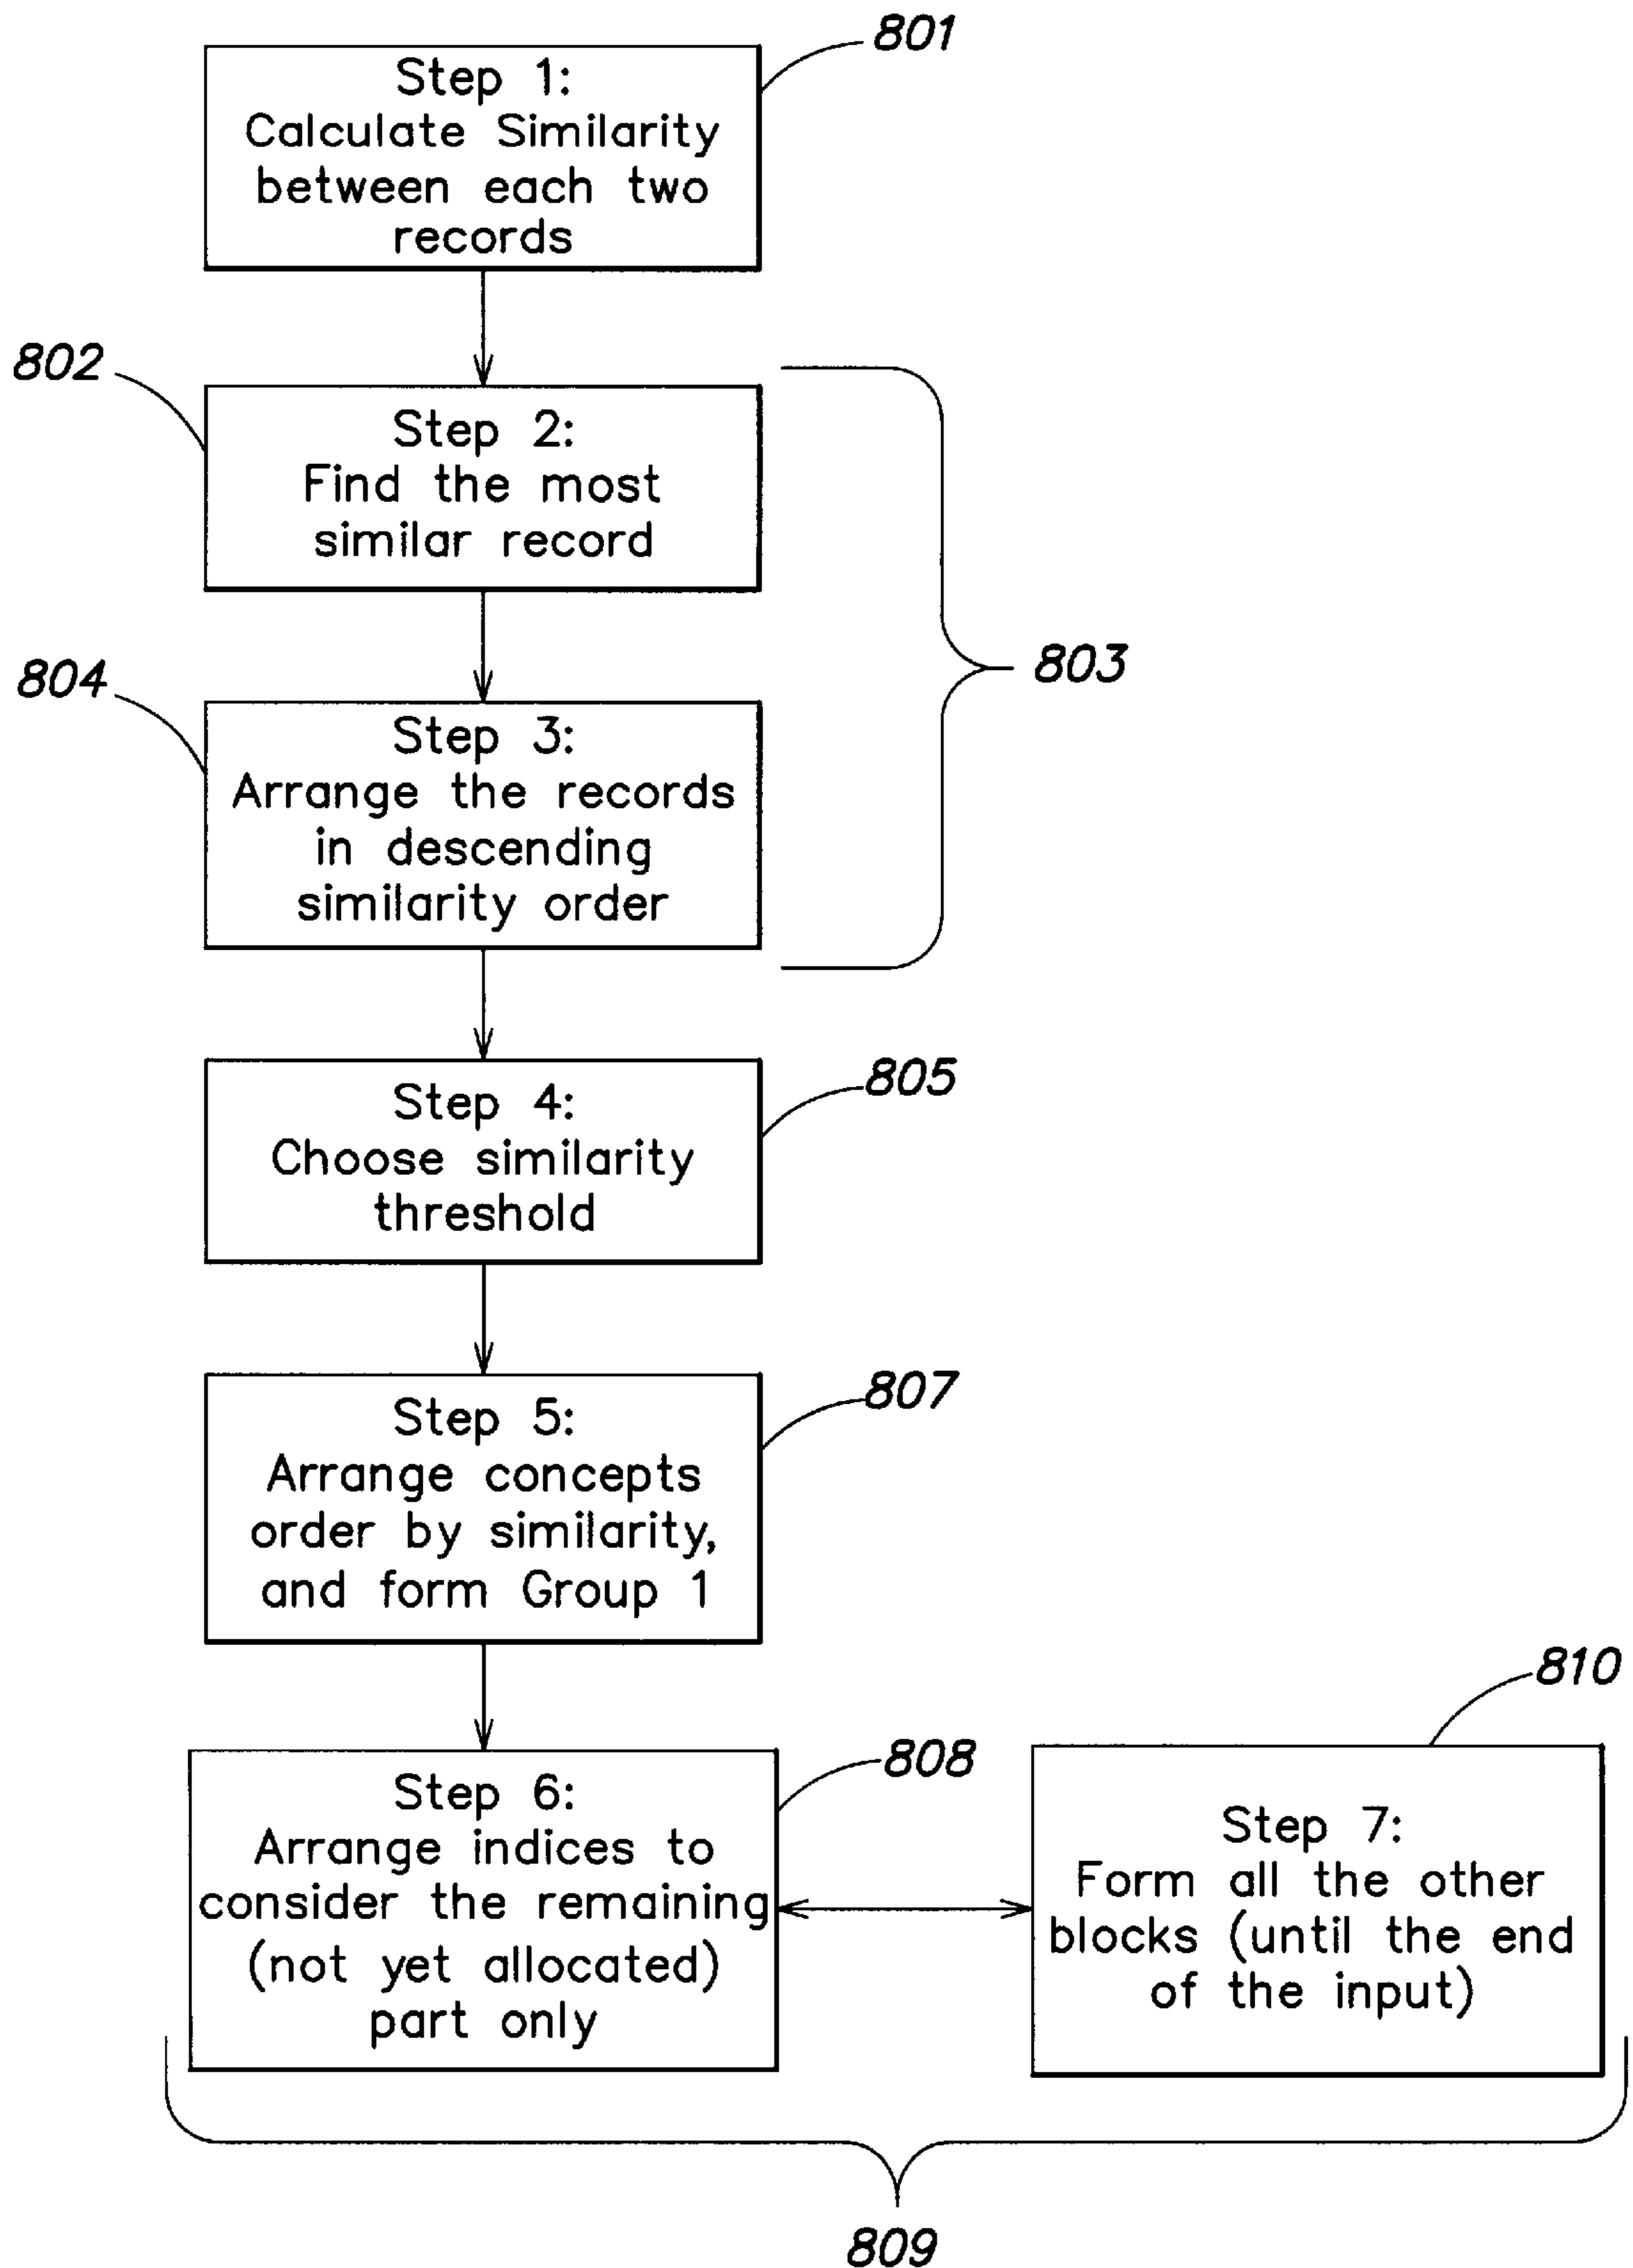 801
Step 1:
Calculate Similarity
between each two
records
802
Step 2:
Find the most
similar record
803
804
Step 3:
Arrange the records
in descending
similarity order
805
Step 4:
Choose similarity
threshold
807
Step 5:
Arrange concepts
order by similarity,
and form Group 1
808
Step 6:
Arrange indices to
consider the remaining
(not yet allocated)
part only
810
Step 7:
Form all the other
blocks (until the end
of the input)
809